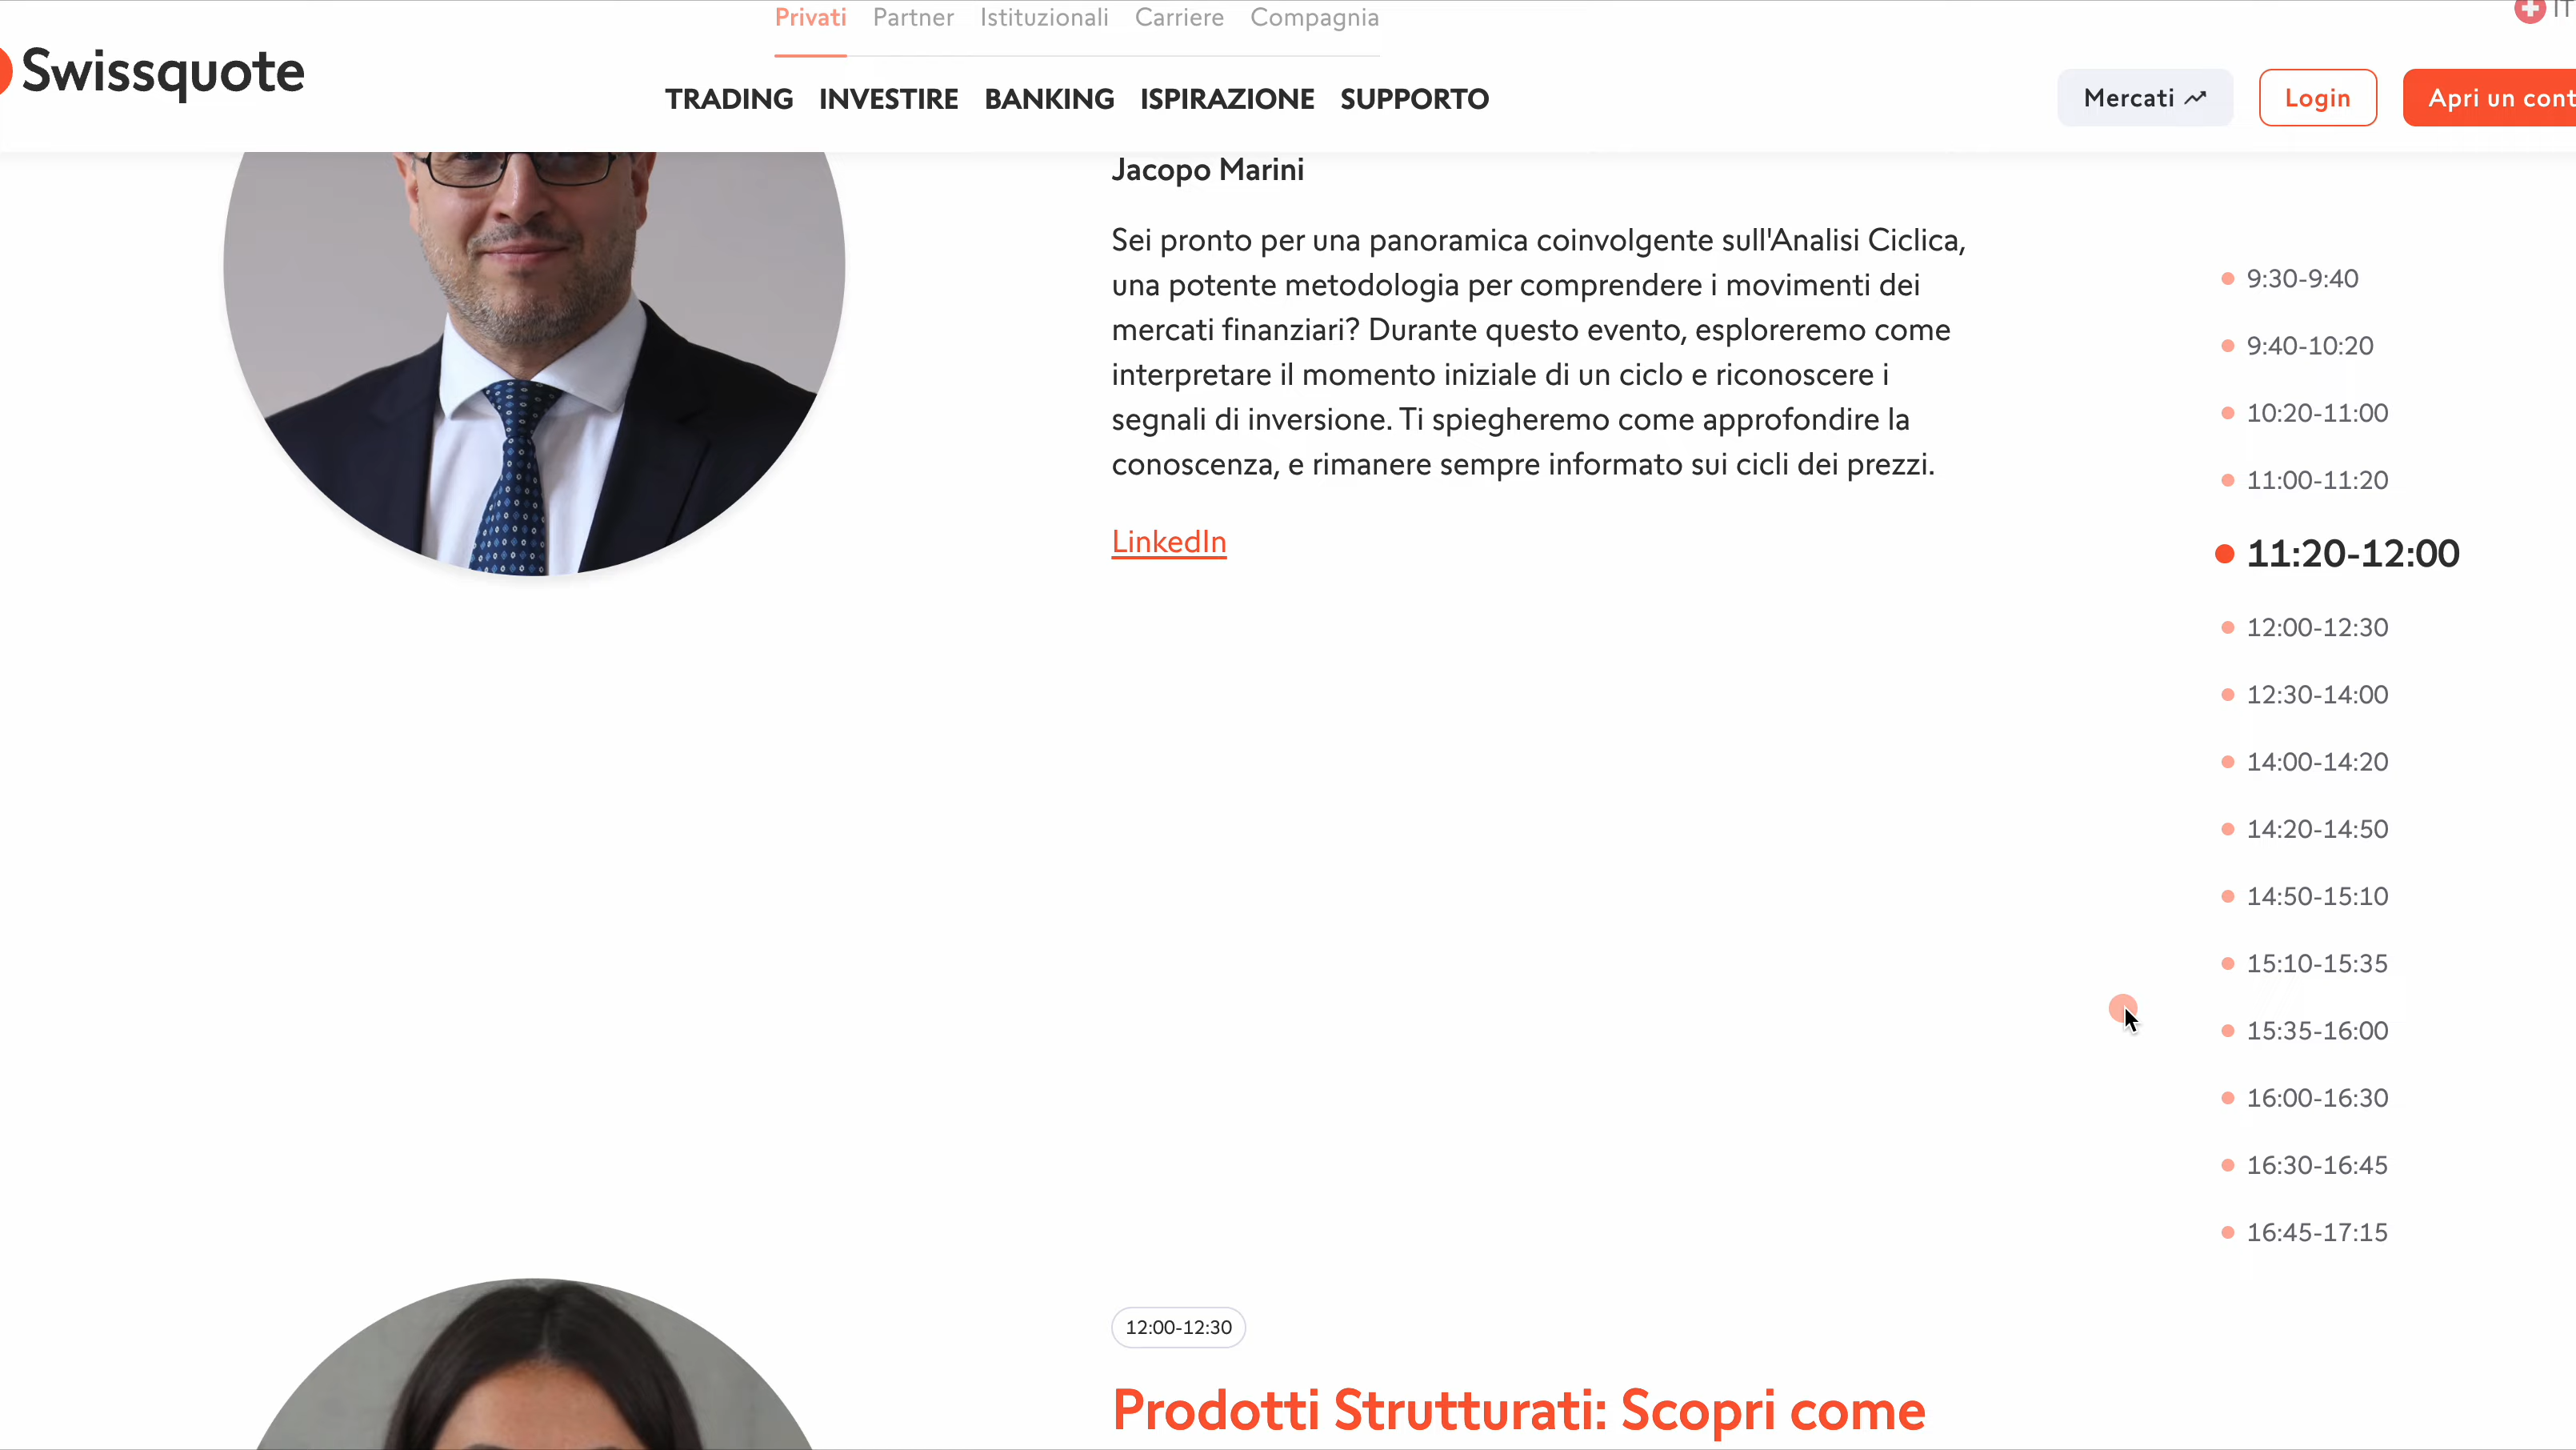 Privati Partner Istituzionali Carriere Compagnia
IT
Swissquote
TRADING INVESTIRE BANKING ISPIRAZIONE SUPPORTO
Mercati Login Apri un cont
Jacopo Marini
Sei pronto per una panoramica coinvolgente sull'Analisi Ciclica,
una potente metodologia per comprendere i movimenti dei
mercati finanziari? Durante questo evento, esploreremo come
interpretare il momento iniziale di un ciclo e riconoscere i
segnali di inversione. Ti spiegheremo come approfondire la
conoscenza, e rimanere sempre informato sui cicli dei prezzi.
LinkedIn
9:30-9:40
9:40-10:20
10:20-11:00
11:00-11:20
11:20-12:00
12:00-12:30
12:30-14:00
14:00-14:20
14:20-14:50
14:50-15:10
15:10-15:35
15:35-16:00
16:00-16:30
16:30-16:45
16:45-17:15
12:00-12:30
Prodotti Strutturati: Scopri come